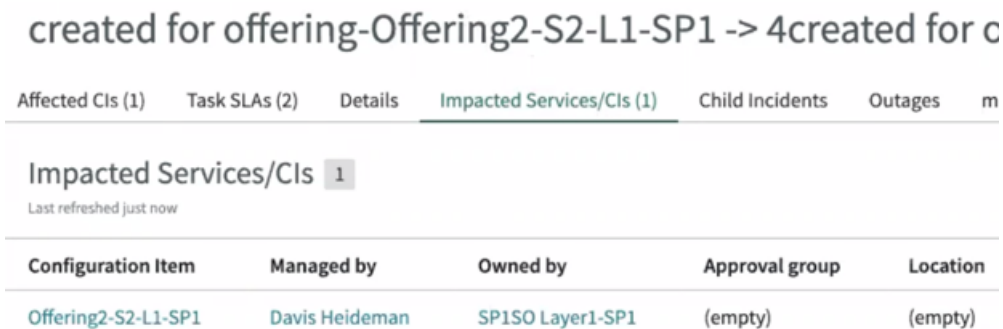 created for offering-Offering2-S2-L1-SP1 -> 4created for o
Affected CIs (1) Task SLAs (2) Details Impacted Services/CIs (1) Child Incidents Outages m
Impacted Services/CIs 1
Last refreshed just now
Configuration Item Managed by Owned by Approval group Location
Offering2-S2-L1-SP1 Davis Heideman SP1SO Layer1-SP1 (empty) (empty)